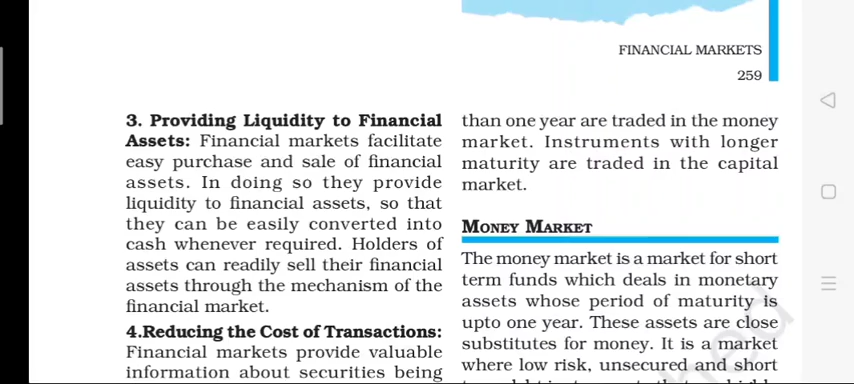 FINANCIAL MARKETS
259
3. Providing Liquidity to Financial
Assets: Financial markets facilitate
easy purchase and sale of financial
assets. In doing so they provide
liquidity to financial assets, so that
they can be easily converted into
cash whenever required. Holders of
assets can readily sell their financial
assets through the mechanism of the
financial market.
4.Reducing the Cost of Transactions:
Financial markets provide valuable
information about securities being
than one year are traded in the money
market. Instruments with longer
maturity are traded in the capital
market.
MONEY MARKET
The money market is a market for short
term funds which deals in monetary
assets whose period of maturity is
upto one year. These assets are close
substitutes for money. It is a market
where low risk, unsecured and short